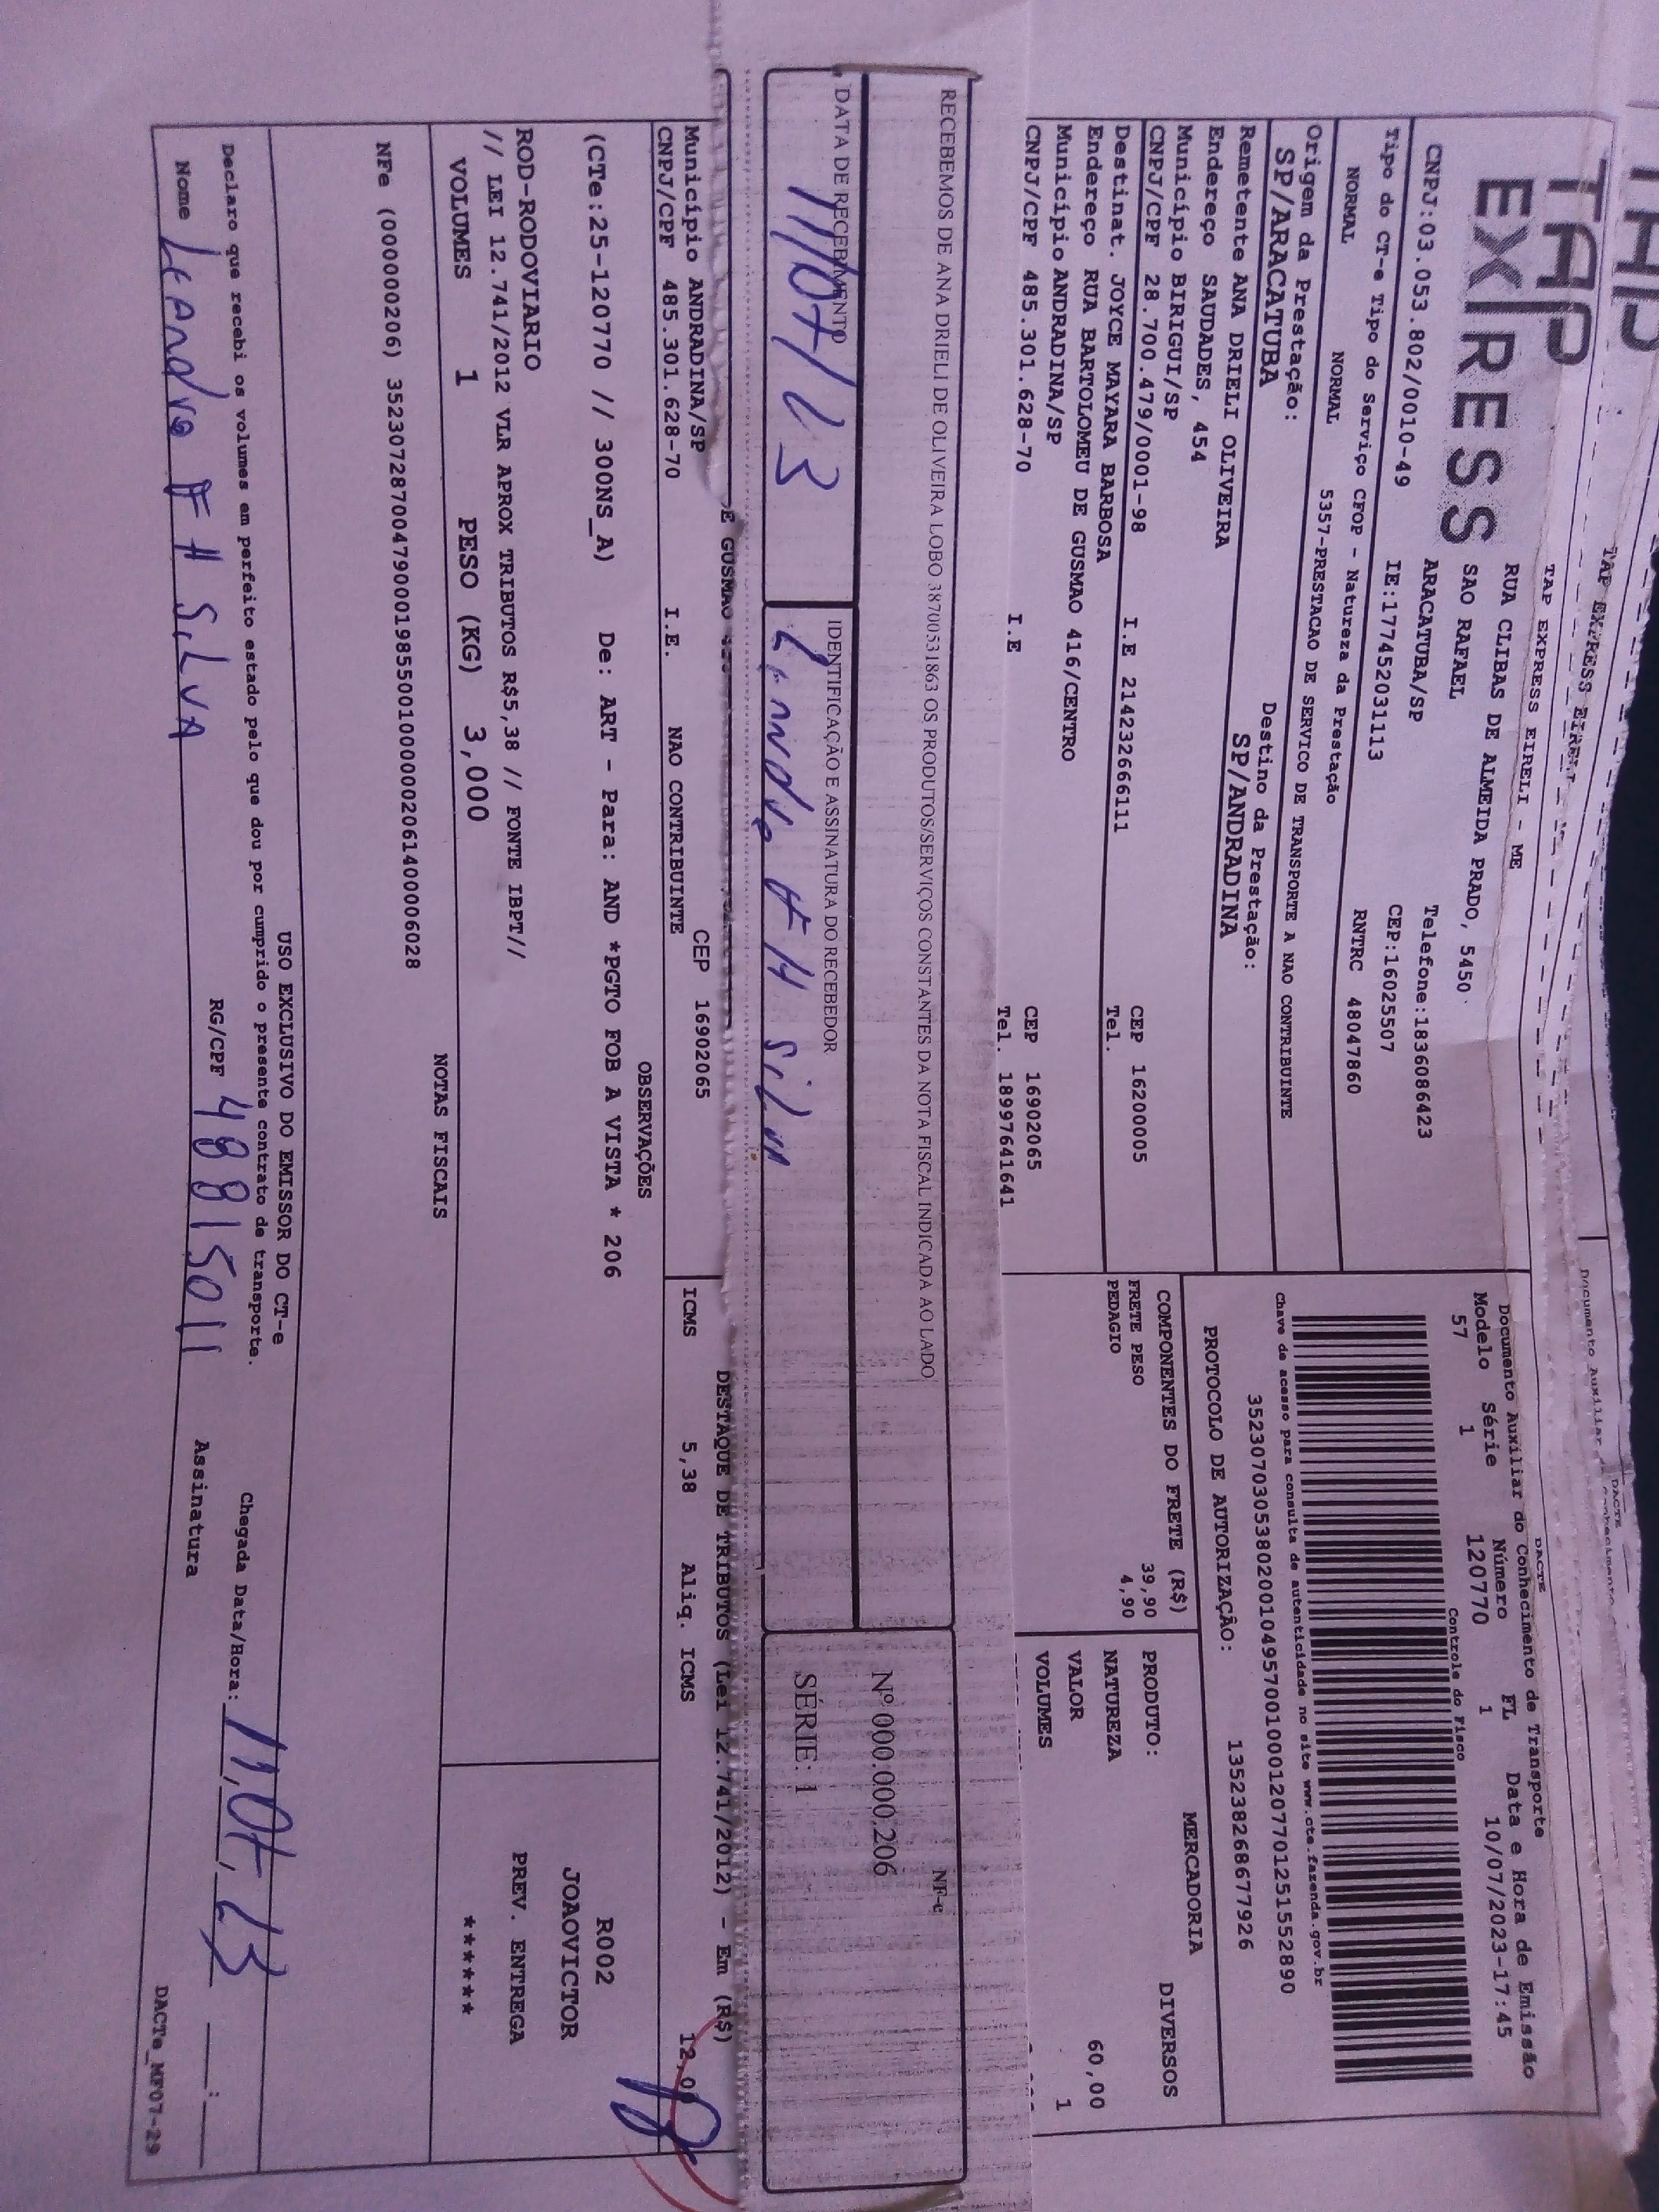 TAP
TAP EXPRESS EIRELI
TAP
EX/RESS
TAP EXPRESS EIRELI - ME
RUA CLIBAS DE ALMEIDA PRADO, 5450
SAO RAFAEL
ARACATUBA/SP Telefone:1836086423
CNPJ:03.053.802/0010-49 IE:177452031113 CEP:16025507
Tipo do CT-e Tipo do Serviço CFOP - Natureza da Prestação RNTRC 48047860
NORMAL NORMAL 5357-PRESTACAO DE SERVICO DE TRANSPORTE A NAO CONTRIBUINTE
Origem da Prestação: Destino da Prestação:
SP/ARACATUBA SP/ANDRADINA
Remetente ANA DRIELI OLIVEIRA
Endereço SAUDADES, 454
Município BIRIGUI/SP CEP 16200005
CNPJ/CPF 28.700.479/0001-98 I.E 214232666111 Tel.
Destinat. JOYCE MAYARA BARBOSA
Endereço RUA BARTOLOMEU DE GUSMAO 416/CENTRO
Município ANDRADINA/SP CEP 16902065
CNPJ/CPF 485.301.628-70 I.E Tel. 18997641641
DACTE
Documento Auxiliar do Conhecimento de Transporte
Modelo Série Número FL Data e Hora de Emissão
57 1 120770 1 10/07/2023-17:45
Controle do Fisco
Chave de acesso para consulta de autenticidade no site www.cte.fazenda.gov.br
35230703053802001049570010001207701251552890
PROTOCOLO DE AUTORIZAÇÃO: 135238268677926
COMPONENTES DO FRETE (R$)
FRETE PESO 39,90
PEDAGIO 4,90
MERCADORIA
PRODUTO: DIVERSOS
NATUREZA
VALOR 60,00
VOLUMES 1
RECEBEMOS DE ANA DRIELI DE OLIVEIRA LOBO 38700531863 OS PRODUTOS/SERVIÇOS CONSTANTES DA NOTA FISCAL INDICADA AO LADO
DATA DE RECEBIMENTO IDENTIFICAÇÃO E ASSINATURA DO RECEBEDOR
NF-e
Nº 000.000.206
SÉRIE: 1
DE GUSMAO
Município ANDRADINA/SP CEP 16902065
CNPJ/CPF 485.301.628-70 I.E. NAO CONTRIBUINTE
DESTAQUE DE TRIBUTOS (Lei 12.741/2012) - Em (R$)
ICMS 5,38 Aliq. ICMS 12,0
OBSERVAÇÕES
(CTe:25-120770 // 300NS_A) De: ART - Para: AND *PGTO FOB A VISTA * 206
ROD-RODOVIARIO
// LEI 12.741/2012 VLR APROX TRIBUTOS R$5,38 // FONTE IBPT//
VOLUMES 1 PESO (KG) 3,000
R002
JOAOVICTOR
PREV. ENTREGA
******
NOTAS FISCAIS
NFe (000000206) 35230728700479000198550010000002061400006028
USO EXCLUSIVO DO EMISSOR DO CT-e
Declaro que recebi os volumes em perfeito estado pelo que dou por cumprido o presente contrato de transporte.
Nome Leandro F H SiLVA RG/CPF 48815011 Assinatura
Chegada Data/Hora: 11,07,23 __:__
DACTe_MF07-29